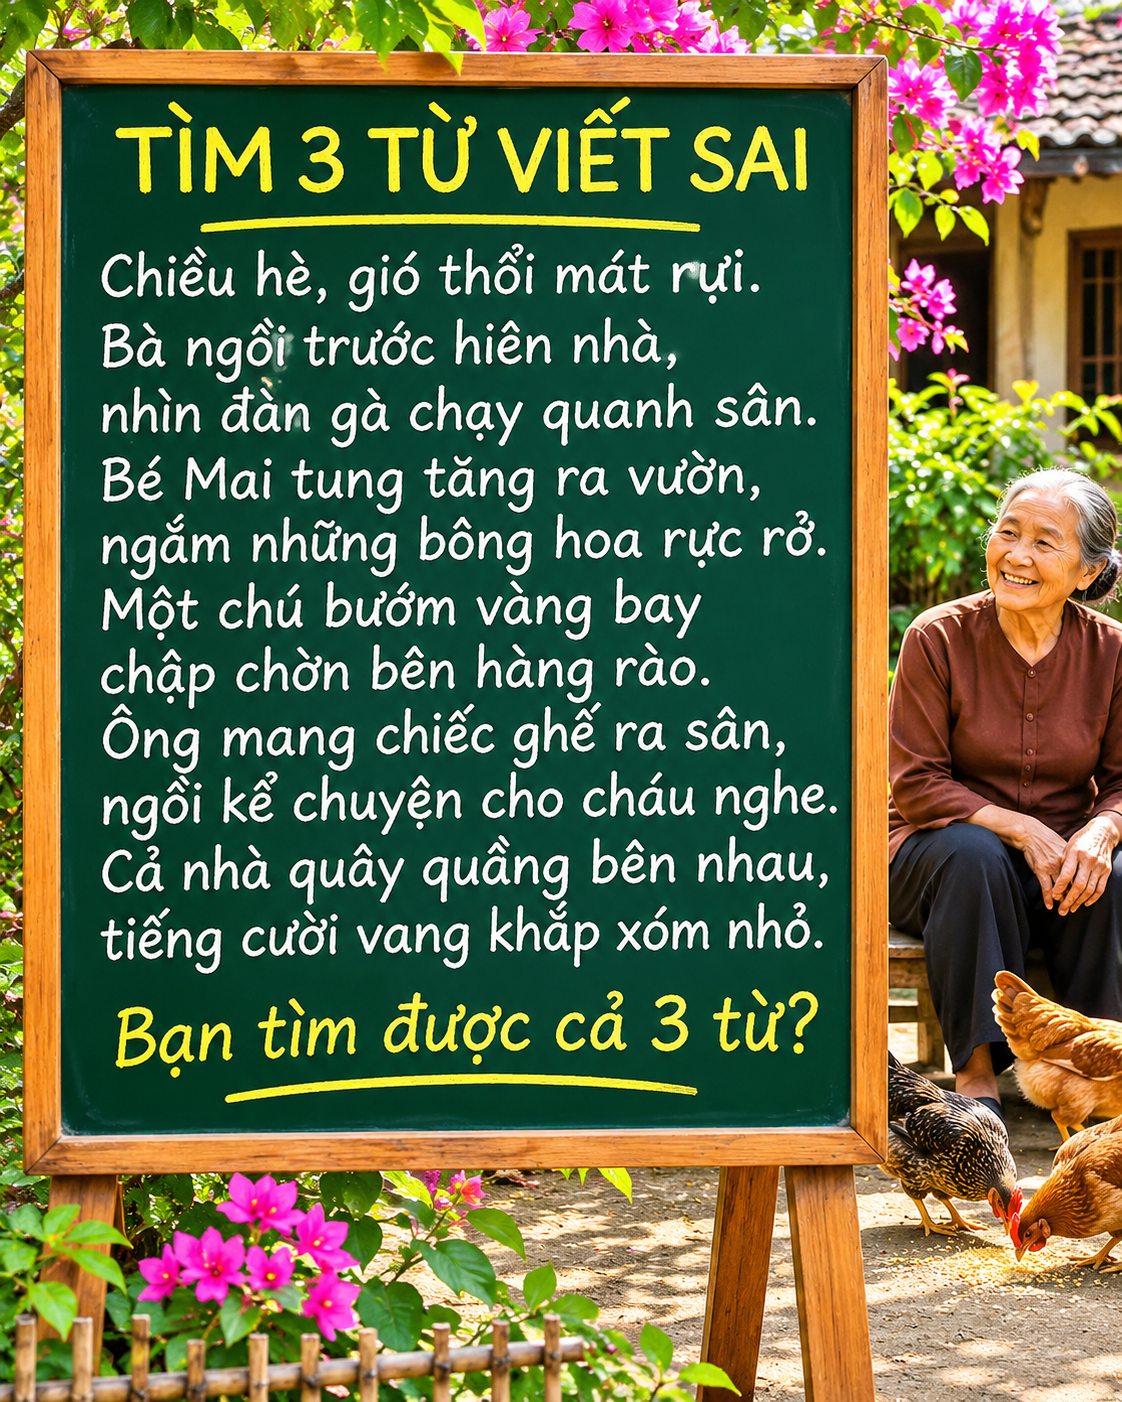 TÌM 3 TỪ VIẾT SAI
Chiều hè, gió thổi mát rựi.
Bà ngồi trước hiên nhà,
nhìn đàn gà chạy quanh sân.
Bé Mai tung tăng ra vườn,
ngắm những bông hoa rực rở.
Một chú bướm vàng bay
chập chờn bên hàng rào.
Ông mang chiếc ghế ra sân,
ngồi kể chuyện cho cháu nghe.
Cả nhà quây quầng bên nhau,
tiếng cười vang khắp xóm nhỏ.
Bạn tìm được cả 3 từ?